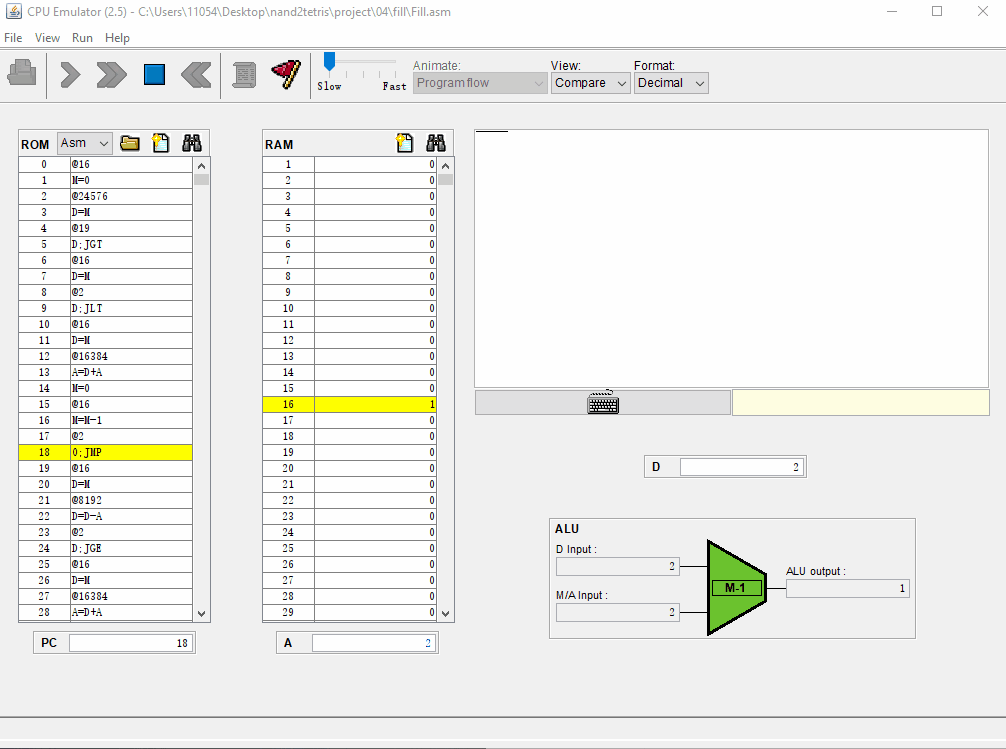 CPU Emulator (2.5) - C:\Users\11054\Desktop\nand2tetris\project\04\fill\Fill.asm
File View Run Help
Slow Fast
Animate: View: Format:
Program flow Compare Decimal
ROM Asm
0 @16
1 M=0
2 @24576
3 D=M
4 @19
5 D;JGT
6 @16
7 D=M
8 @2
9 D;JLT
10 @16
11 D=M
12 @16384
13 A=D+A
14 M=0
15 @16
16 M=M-1
17 @2
18 0;JMP
19 @16
20 D=M
21 @8192
22 D=D-A
23 @2
24 D;JGE
25 @16
26 D=M
27 @16384
28 A=D+A
PC 18
RAM
1 0
2 0
3 0
4 0
5 0
6 0
7 0
8 0
9 0
10 0
11 0
12 0
13 0
14 0
15 0
16 1
17 0
18 0
19 0
20 0
21 0
22 0
23 0
24 0
25 0
26 0
27 0
28 0
29 0
A 2
D 2
ALU
D Input : 
2
M/A Input :
2
M-1
ALU output :
1